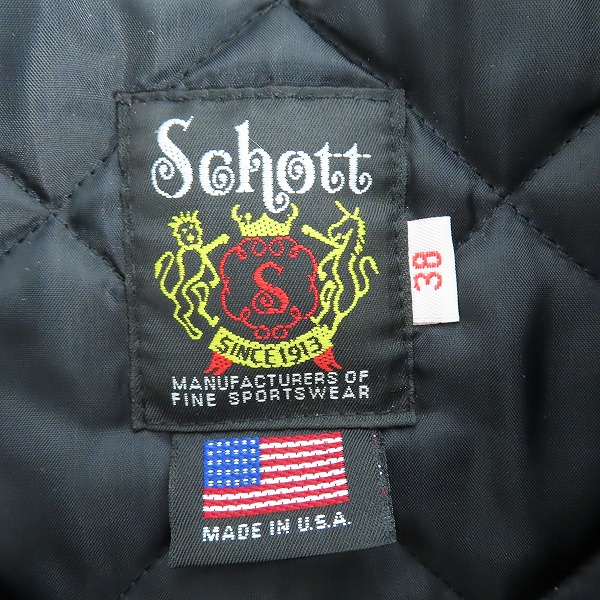 Schott
S
SINCE 1913
MANUFACTURERS OF
FINE SPORTSWEAR
38
MADE IN U.S.A.